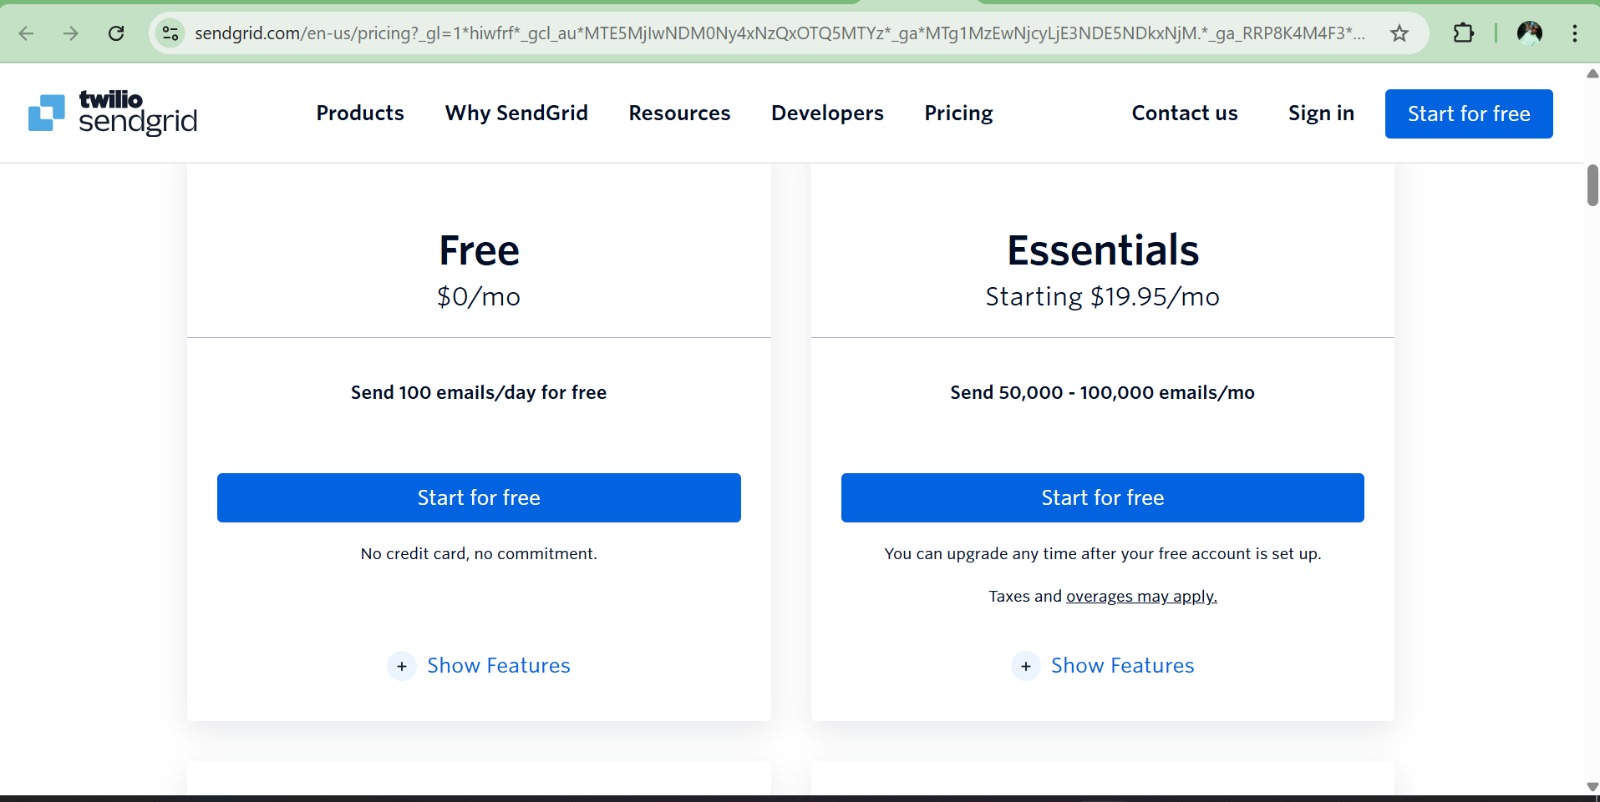 sendgrid.com/en-us/pricing?_gl=1*hiwfrf*_gcl_au*MTE5MjIwNDM0Ny4xNzQxOTQ5MTYz*_ga*MTg1MzEwNjcyLjE3NDE5NDkxNjM.*_ga_RRP8K4M4F3*...
twilio
sendgrid
Products Why SendGrid Resources Developers Pricing Contact us Sign in Start for free
Free
$0/mo
Send 100 emails/day for free
Start for free
No credit card, no commitment.
+ Show Features
Essentials
Starting $19.95/mo
Send 50,000 - 100,000 emails/mo
Start for free
You can upgrade any time after your free account is set up.
Taxes and overages may apply.
+ Show Features